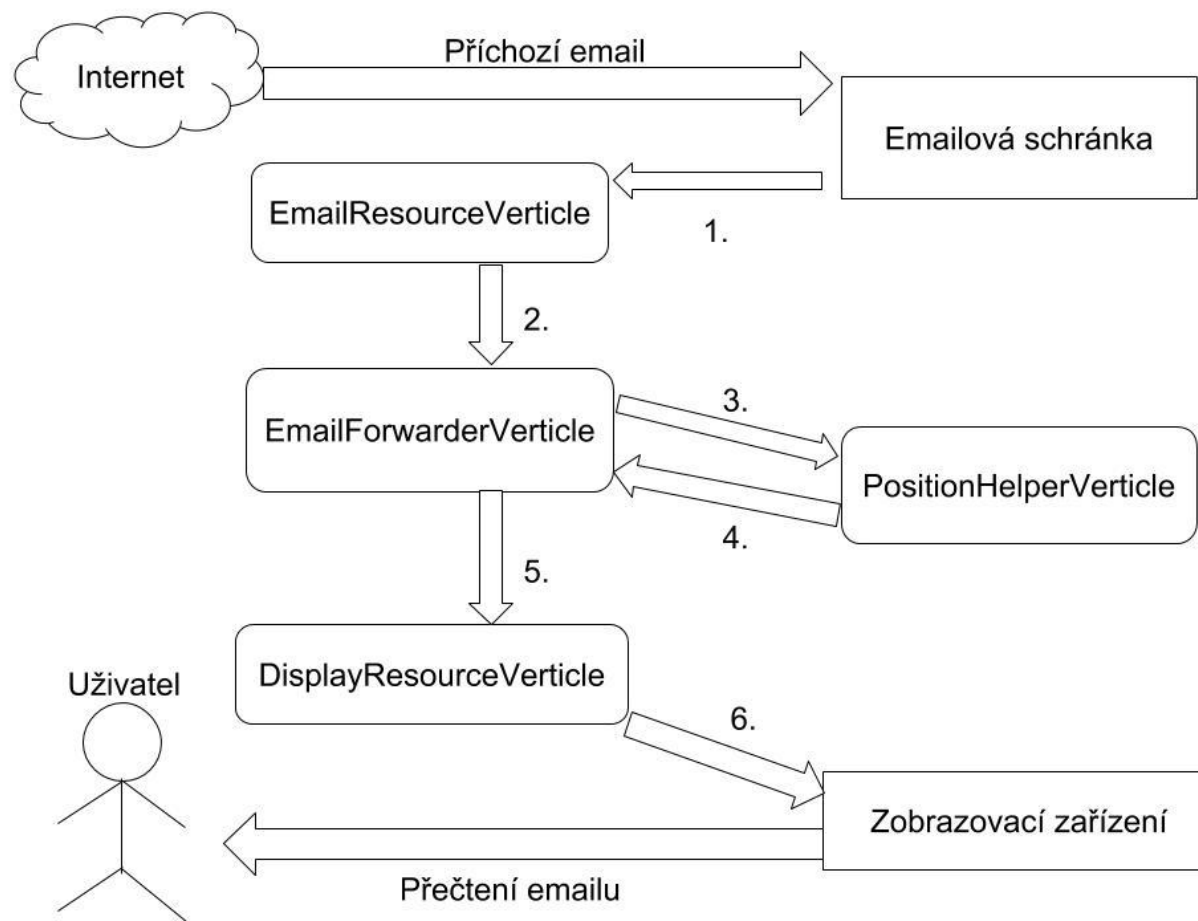 Příchozí email
Internet
Emailová schránka
EmailResourceVerticle
1.
2.
EmailForwarderVerticle
3.
PositionHelperVerticle
4.
5.
DisplayResourceVerticle
Uživatel
6.
Zobrazovací zařízení
Přečtení emailu